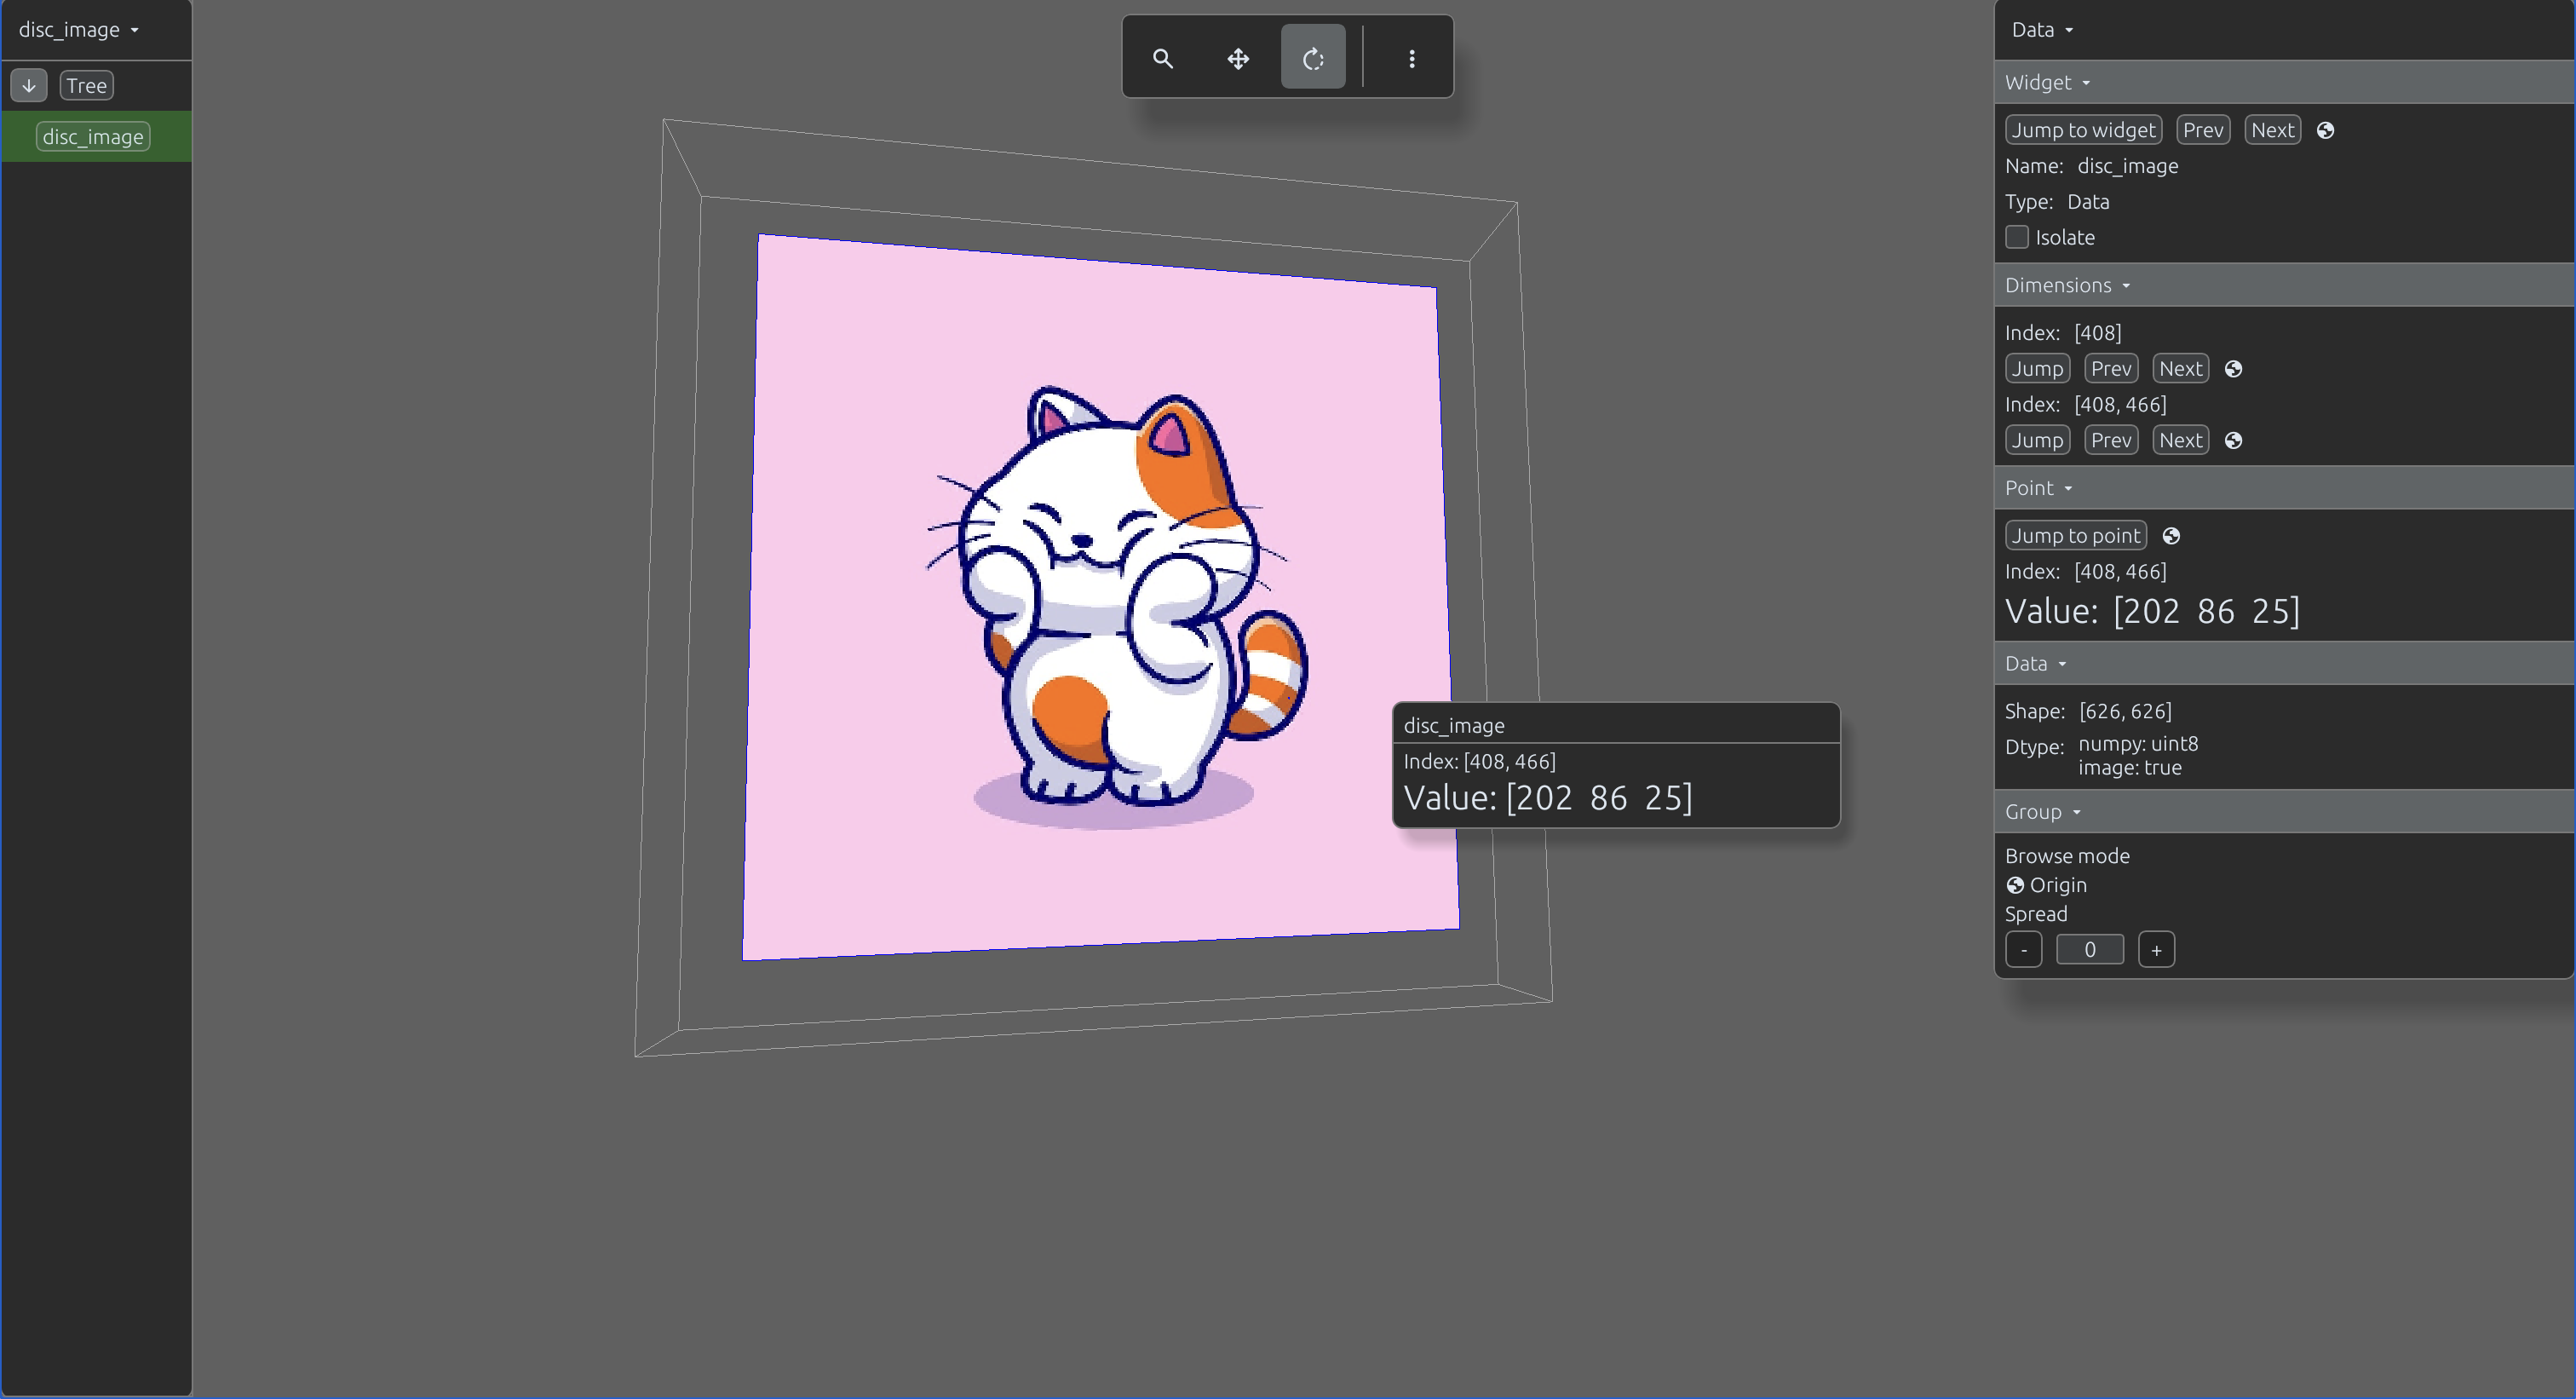 disc_image
Tree
disc_image
disc_image
Index: [408, 466]
Value: [202 86 25]
Data
Widget
Jump to widget Prev Next
Name: disc_image
Type: Data
Isolate
Dimensions
Index: [408]
Jump Prev Next
Index: [408, 466]
Jump Prev Next
Point
Jump to point
Index: [408, 466]
Value: [202 86 25]
Data
Shape: [626, 626]
Dtype: numpy: uint8
image: true
Group
Browse mode
Origin
Spread
- 0 +